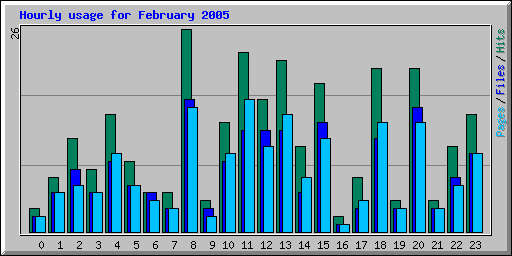 Hourly usage for February 2005
26
Pages/Files/Hits
0 1 2 3 4 5 6 7 8 9 10 11 12 13 14 15 16 17 18 19 20 21 22 23